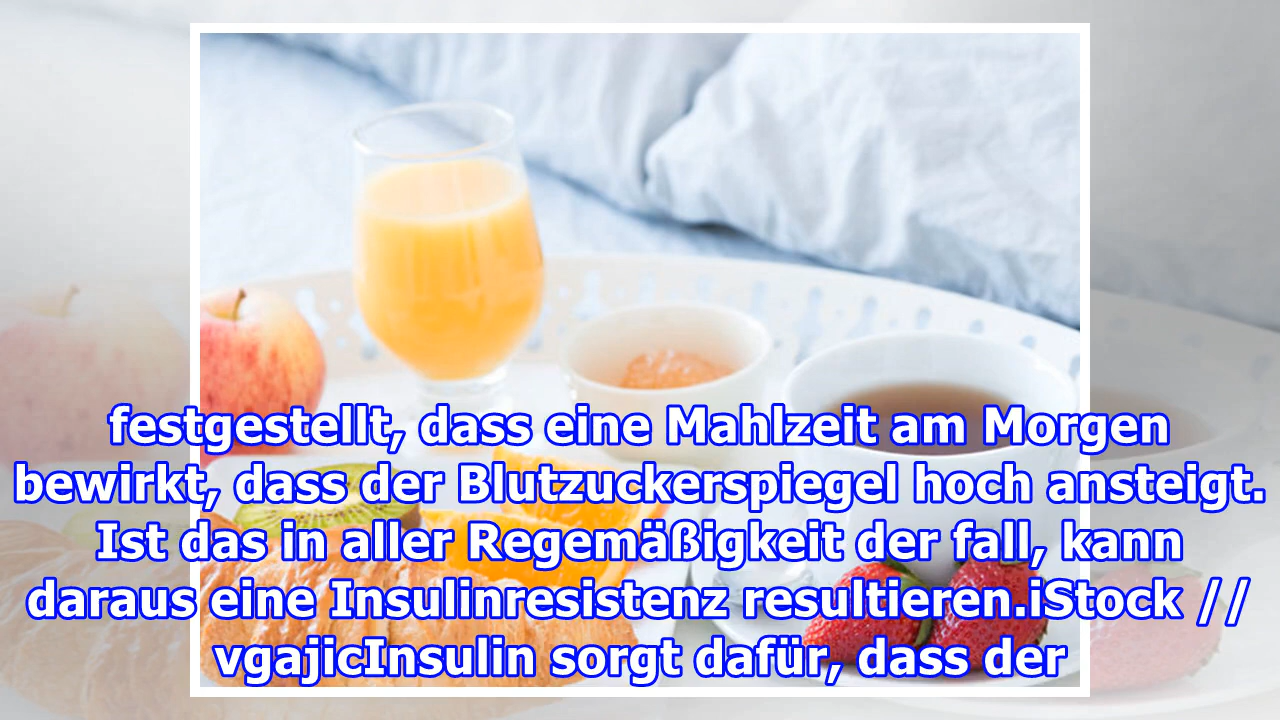 festgestellt, dass eine Mahlzeit am Morgen
bewirkt, dass der Blutzuckerspiegel hoch ansteigt.
Ist das in aller Regemäßigkeit der fall, kann
daraus eine Insulinresistenz resultieren.iStock //
vgajicInsulin sorgt dafür, dass der